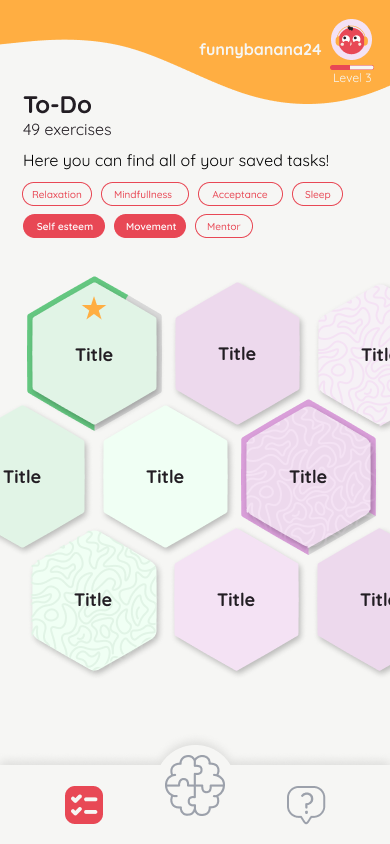 funnybanana24
Level 3
To-Do
49 exercises
Here you can find all of your saved tasks!
Relaxation Mindfullness Acceptance Sleep
Self esteem Movement Mentor
Title Title Titl
Title Title Title
Title Title Titl
?